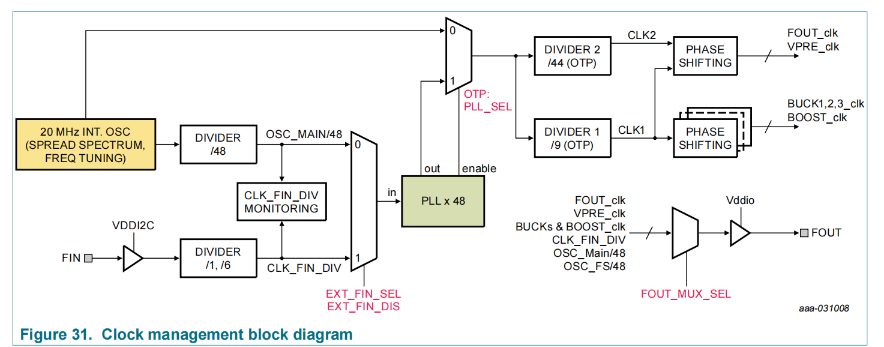 0
1
OTP:
PLL_SEL
DIVIDER 2
/44 (OTP)
CLK2
PHASE
SHIFTING
FOUT_clk
VPRE_clk
DIVIDER 1
/9 (OTP)
CLK1
PHASE
SHIFTING
BUCK1,2,3_clk
BOOST_clk
20 MHz INT. OSC
(SPREAD SPECTRUM,
FREQ TUNING)
DIVIDER
/48
OSC_MAIN/48
0
CLK_FIN_DIV
MONITORING
in
out
enable
PLL x 48
VDDI2C
FIN
DIVIDER
/1, /6
CLK_FIN_DIV
1
EXT_FIN_SEL
EXT_FIN_DIS
FOUT_clk
VPRE_clk
BUCKs & BOOST_clk
CLK_FIN_DIV
OSC_Main/48
OSC_FS/48
Vddio
FOUT
FOUT_MUX_SEL
aaa-031008
Figure 31. Clock management block diagram